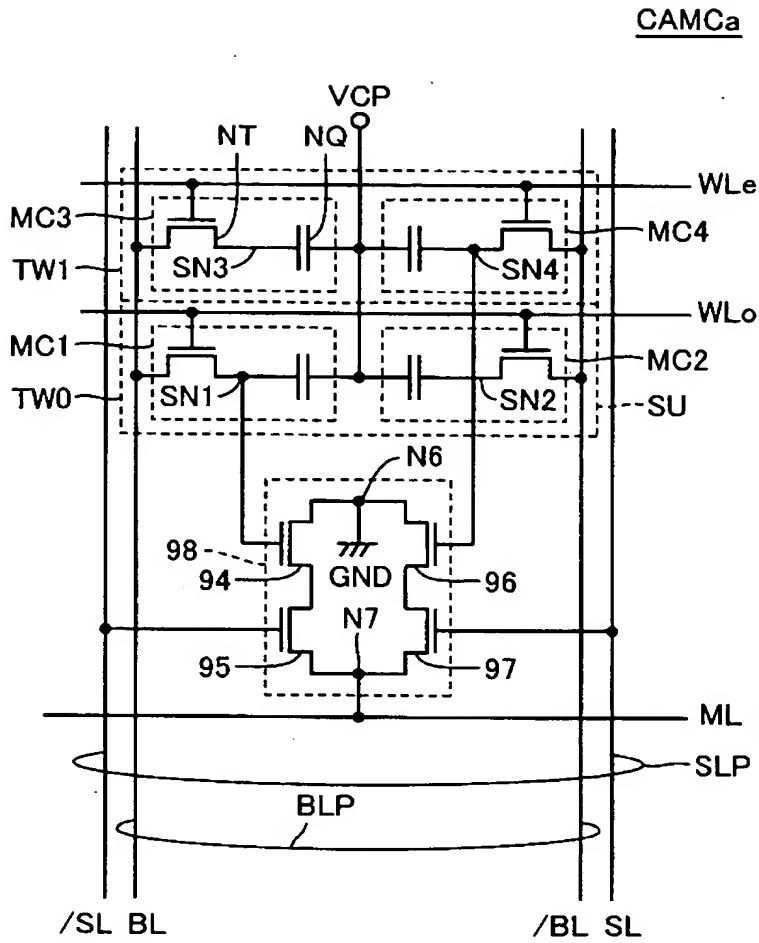 CAMCa
VCP
NT NQ
WLe
MC3 MC4
SN3 SN4
TW1
WLo
MC1 MC2
SN1 SN2
TW0 SU
N6
98
94 GND 96
N7
95 97
ML
SLP
BLP
/SL BL /BL SL